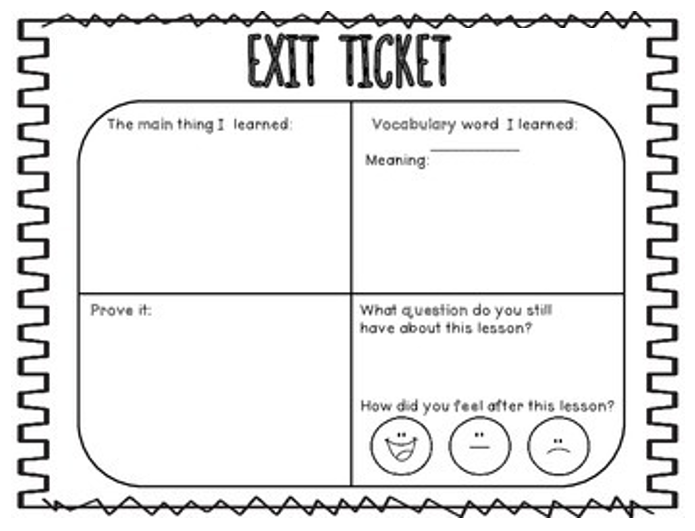 EXIT TICKET
The main thing I learned:
Vocabulary word I learned:
Meaning:
Prove it:
What question do you still
have about this lesson?
How did you feel after this lesson?